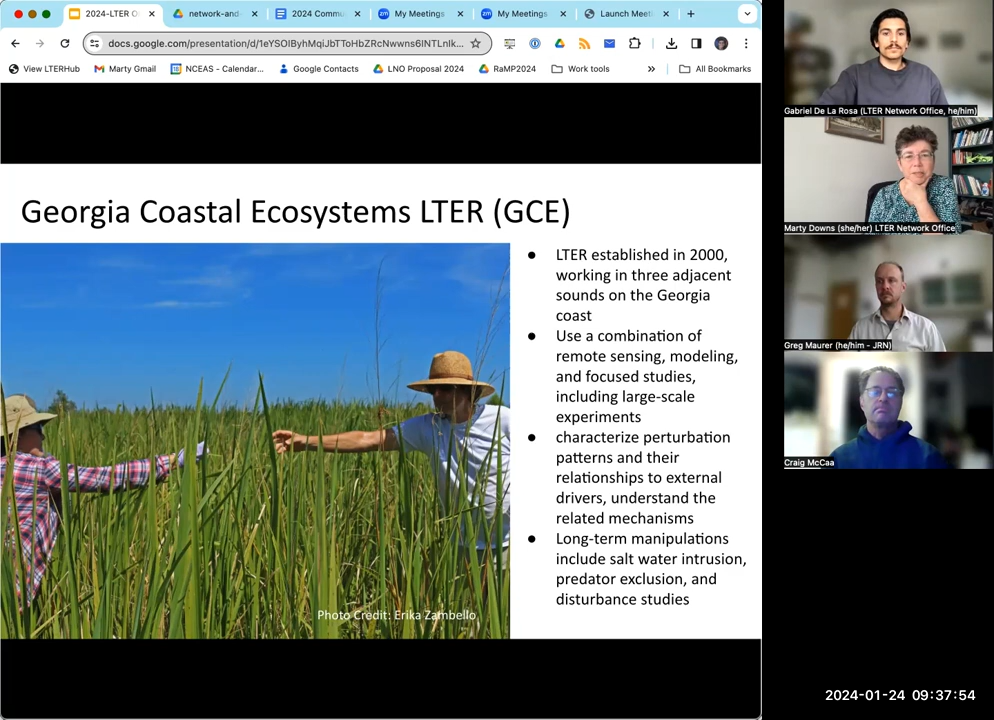 2024-LTER O
network-and-
2024 Commu
My Meetings
My Meetings
Launch Meeti
docs.google.com/presentation/d/1eYSOIByhMqiJbTToHbZRcNwwns6INTLnlk...
View LTERHub
Marty Gmail
NCEAS - Calendar...
Google Contacts
LNO Proposal 2024
RaMP2024
Work tools
All Bookmarks
Georgia Coastal Ecosystems LTER (GCE)
● LTER established in 2000,
working in three adjacent
sounds on the Georgia
coast
● Use a combination of
remote sensing, modeling,
and focused studies,
including large-scale
experiments
● characterize perturbation
patterns and their
relationships to external
drivers, understand the
related mechanisms
● Long-term manipulations
include salt water intrusion,
predator exclusion, and
disturbance studies
Photo Credit: Erika Zambello
Gabriel De La Rosa (LTER Network Office, he/him)
Marty Downs (she/her) LTER Network Office
Greg Maurer (he/him - JRN)
Craig McCaa
2024-01-24 09:37:54